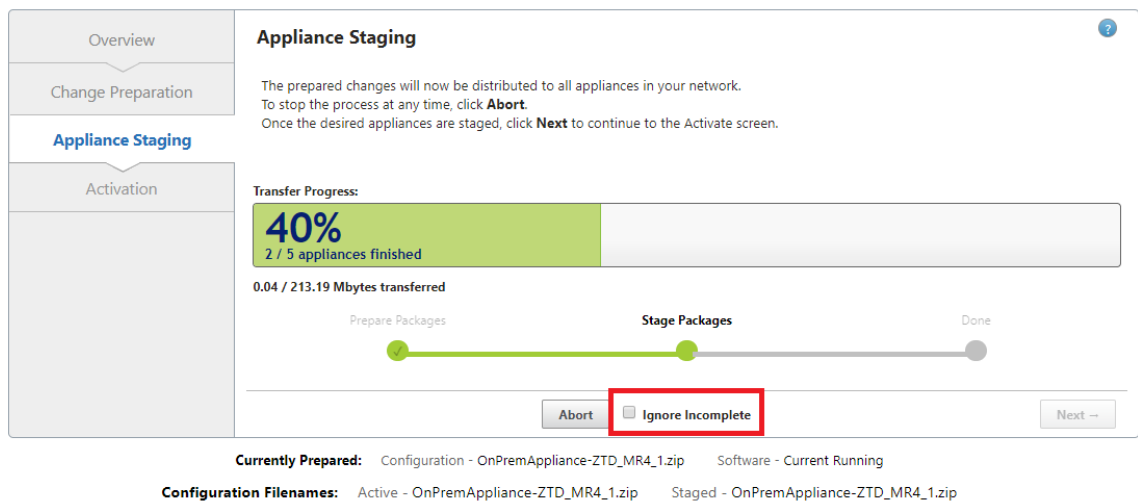 Overview
Change Preparation
Appliance Staging
Activation
Appliance Staging
?
The prepared changes will now be distributed to all appliances in your network.
To stop the process at any time, click Abort.
Once the desired appliances are staged, click Next to continue to the Activate screen.
Transfer Progress:
40%
2 / 5 appliances finished
0.04 / 213.19 Mbytes transferred
Prepare Packages Stage Packages Done
Abort Ignore Incomplete Next →
Currently Prepared: Configuration - OnPremAppliance-ZTD_MR4_1.zip Software - Current Running
Configuration Filenames: Active - OnPremAppliance-ZTD_MR4_1.zip Staged - OnPremAppliance-ZTD_MR4_1.zip